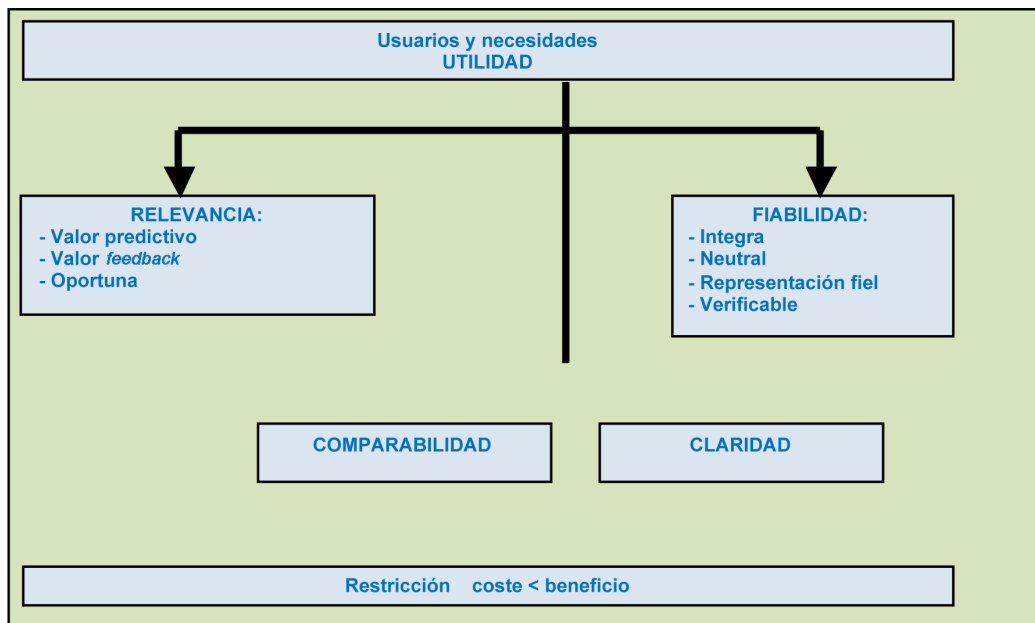 Usuarios y necesidades
UTILIDAD
RELEVANCIA:
- Valor predictivo
- Valor feedback
- Oportuna
FIABILIDAD:
- Integra
- Neutral
- Representación fiel
- Verificable
COMPARABILIDAD
CLARIDAD
Restricción coste < beneficio